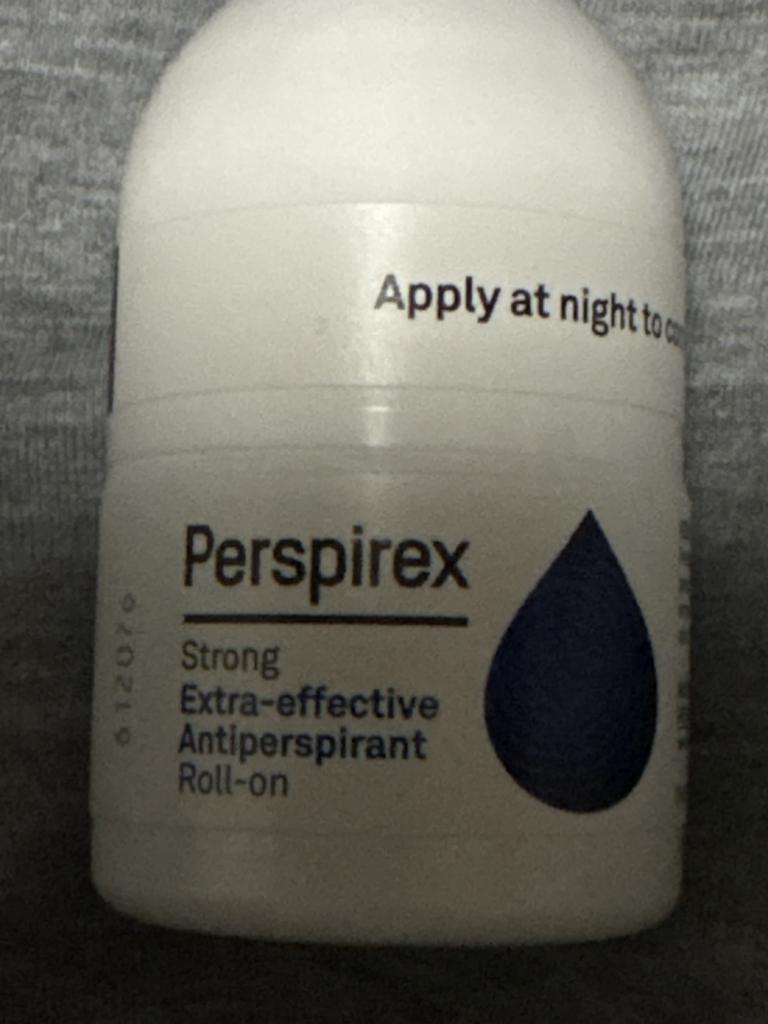 Apply at night to
Perspirex
Strong
Extra-effective
Antiperspirant
Roll-on